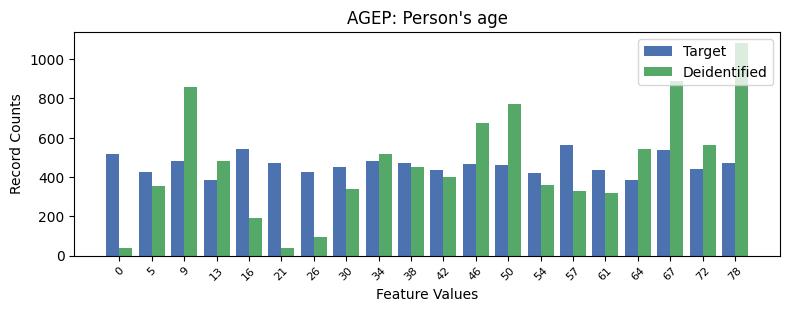 AGEP: Person's age
Record Counts
1000
800
600
400
200
0
Target
Deidentified
0 5 9 13 16 21 26 30 34 38 42 46 50 54 57 61 64 67 72 78
Feature Values